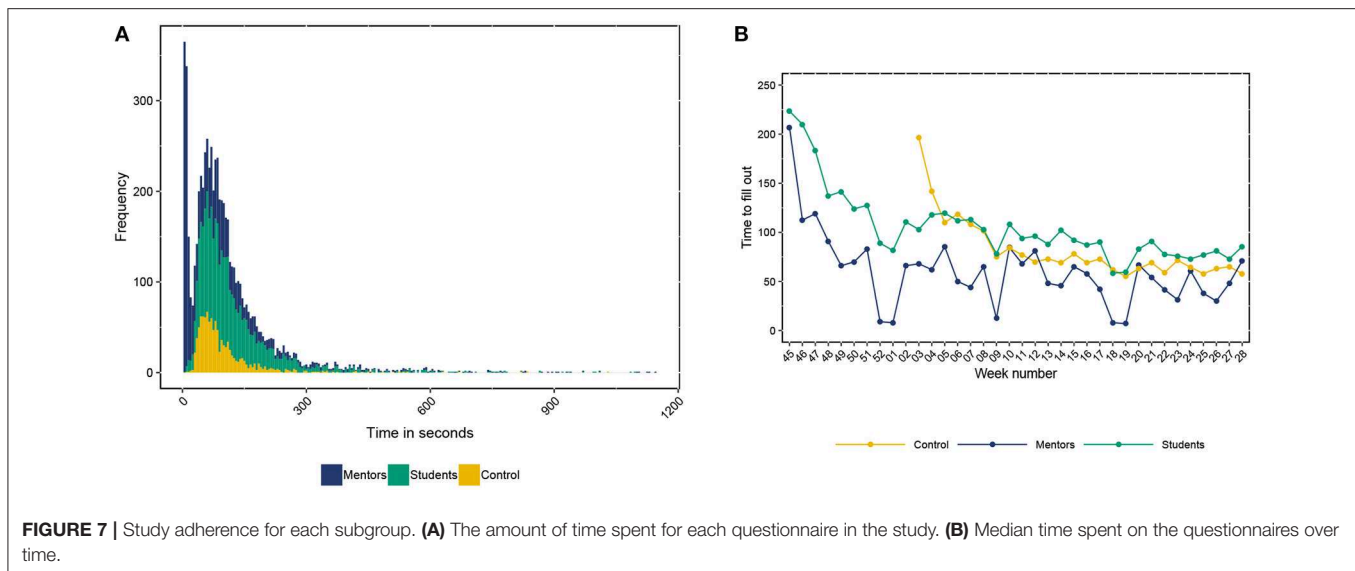 A
Frequency
300
200
100
0
0
300
600
900
1200
Time in seconds
Mentors Students Control
B
Time to fill out
250
200
150
100
50
0
45 46 47 48 49 50 51 52 01 02 03 04 05 06 07 08 09 10 11 12 13 14 15 16 17 18 19 20 21 22 23 24 25 26 27 28
Week number
Control Mentors Students
FIGURE 7 | Study adherence for each subgroup. (A) The amount of time spent for each questionnaire in the study. (B) Median time spent on the questionnaires over
time.